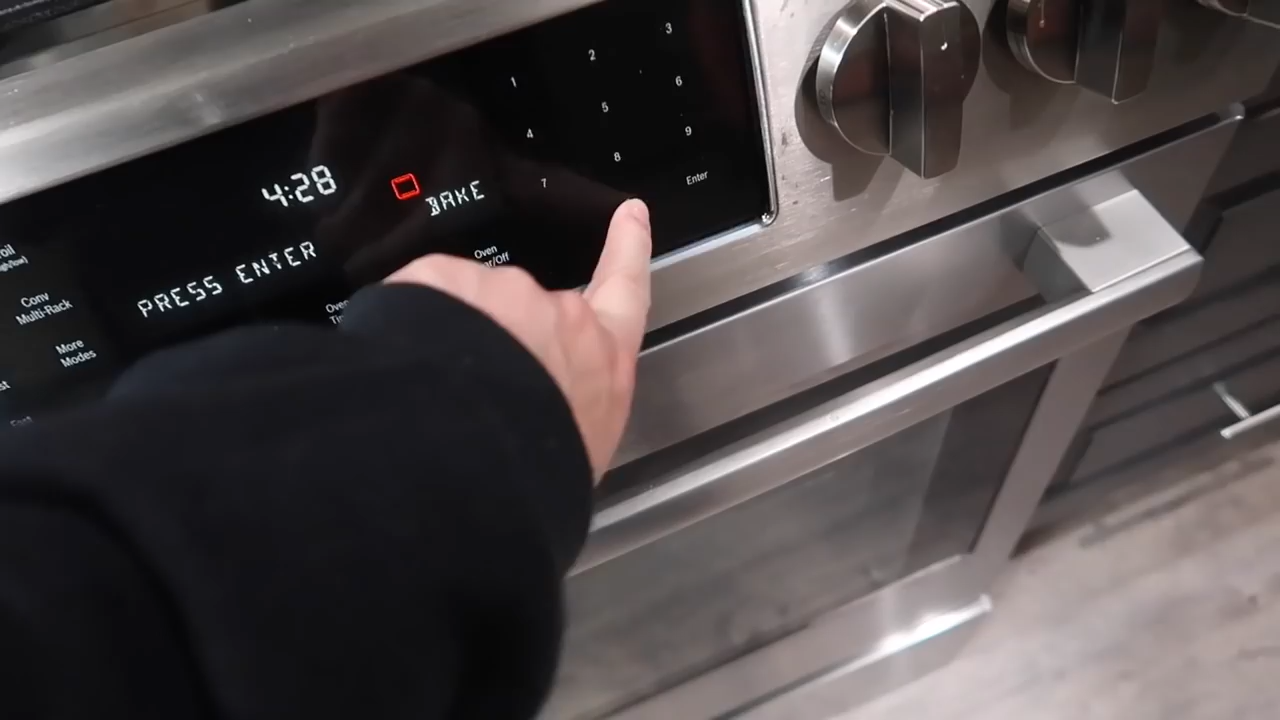 4:28
BAKE
PRESS ENTER
Conv
Multi-Rack
More
Modes
Oven
1
2
3
4
5
6
7
8
9
Enter